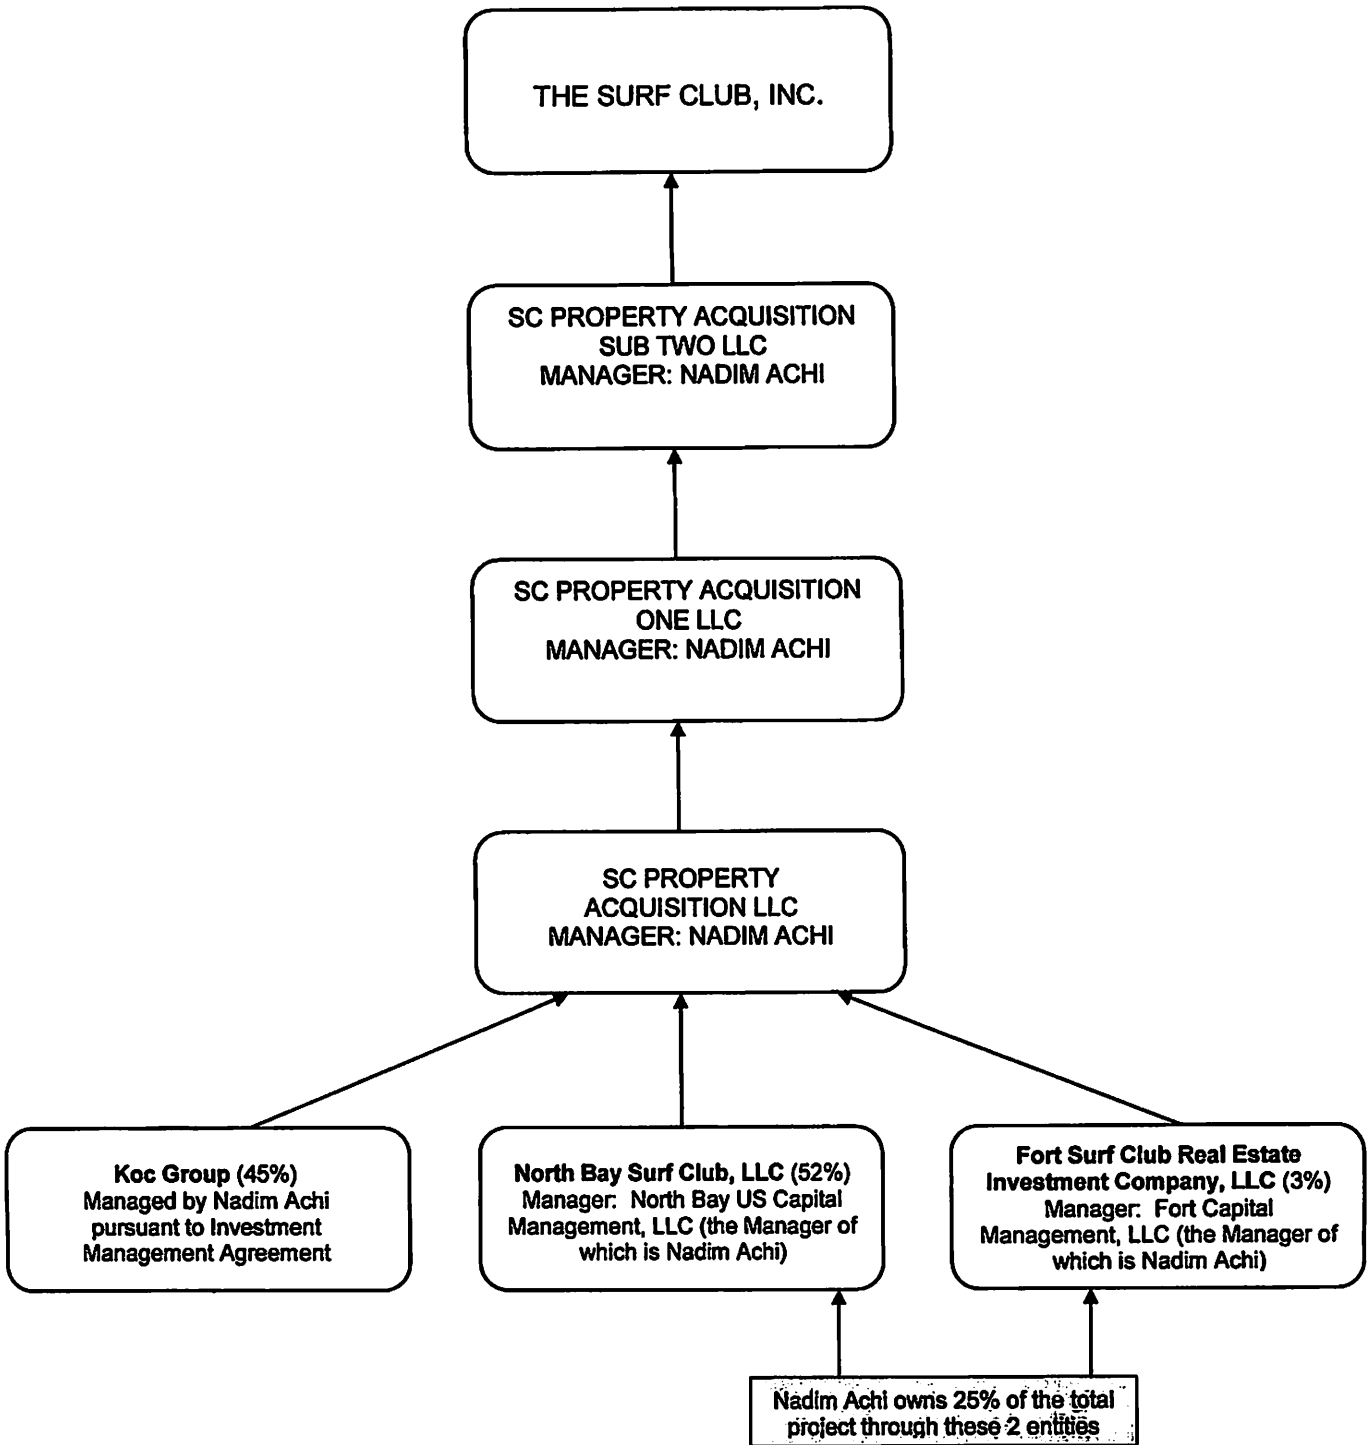 THE SURF CLUB, INC.
SC PROPERTY ACQUISITION
SUB TWO LLC
MANAGER: NADIM ACHI
SC PROPERTY ACQUISITION
ONE LLC
MANAGER: NADIM ACHI
SC PROPERTY
ACQUISITION LLC
MANAGER: NADIM ACHI
Koc Group (45%)
Managed by Nadim Achi
pursuant to Investment
Management Agreement
North Bay Surf Club, LLC (52%)
Manager: North Bay US Capital
Management, LLC (the Manager of
which is Nadim Achi)
Fort Surf Club Real Estate
Investment Company, LLC (3%)
Manager: Fort Capital
Management, LLC (the Manager of
which is Nadim Achi)
Nadim Achi owns 25% of the total
project through these 2 entities